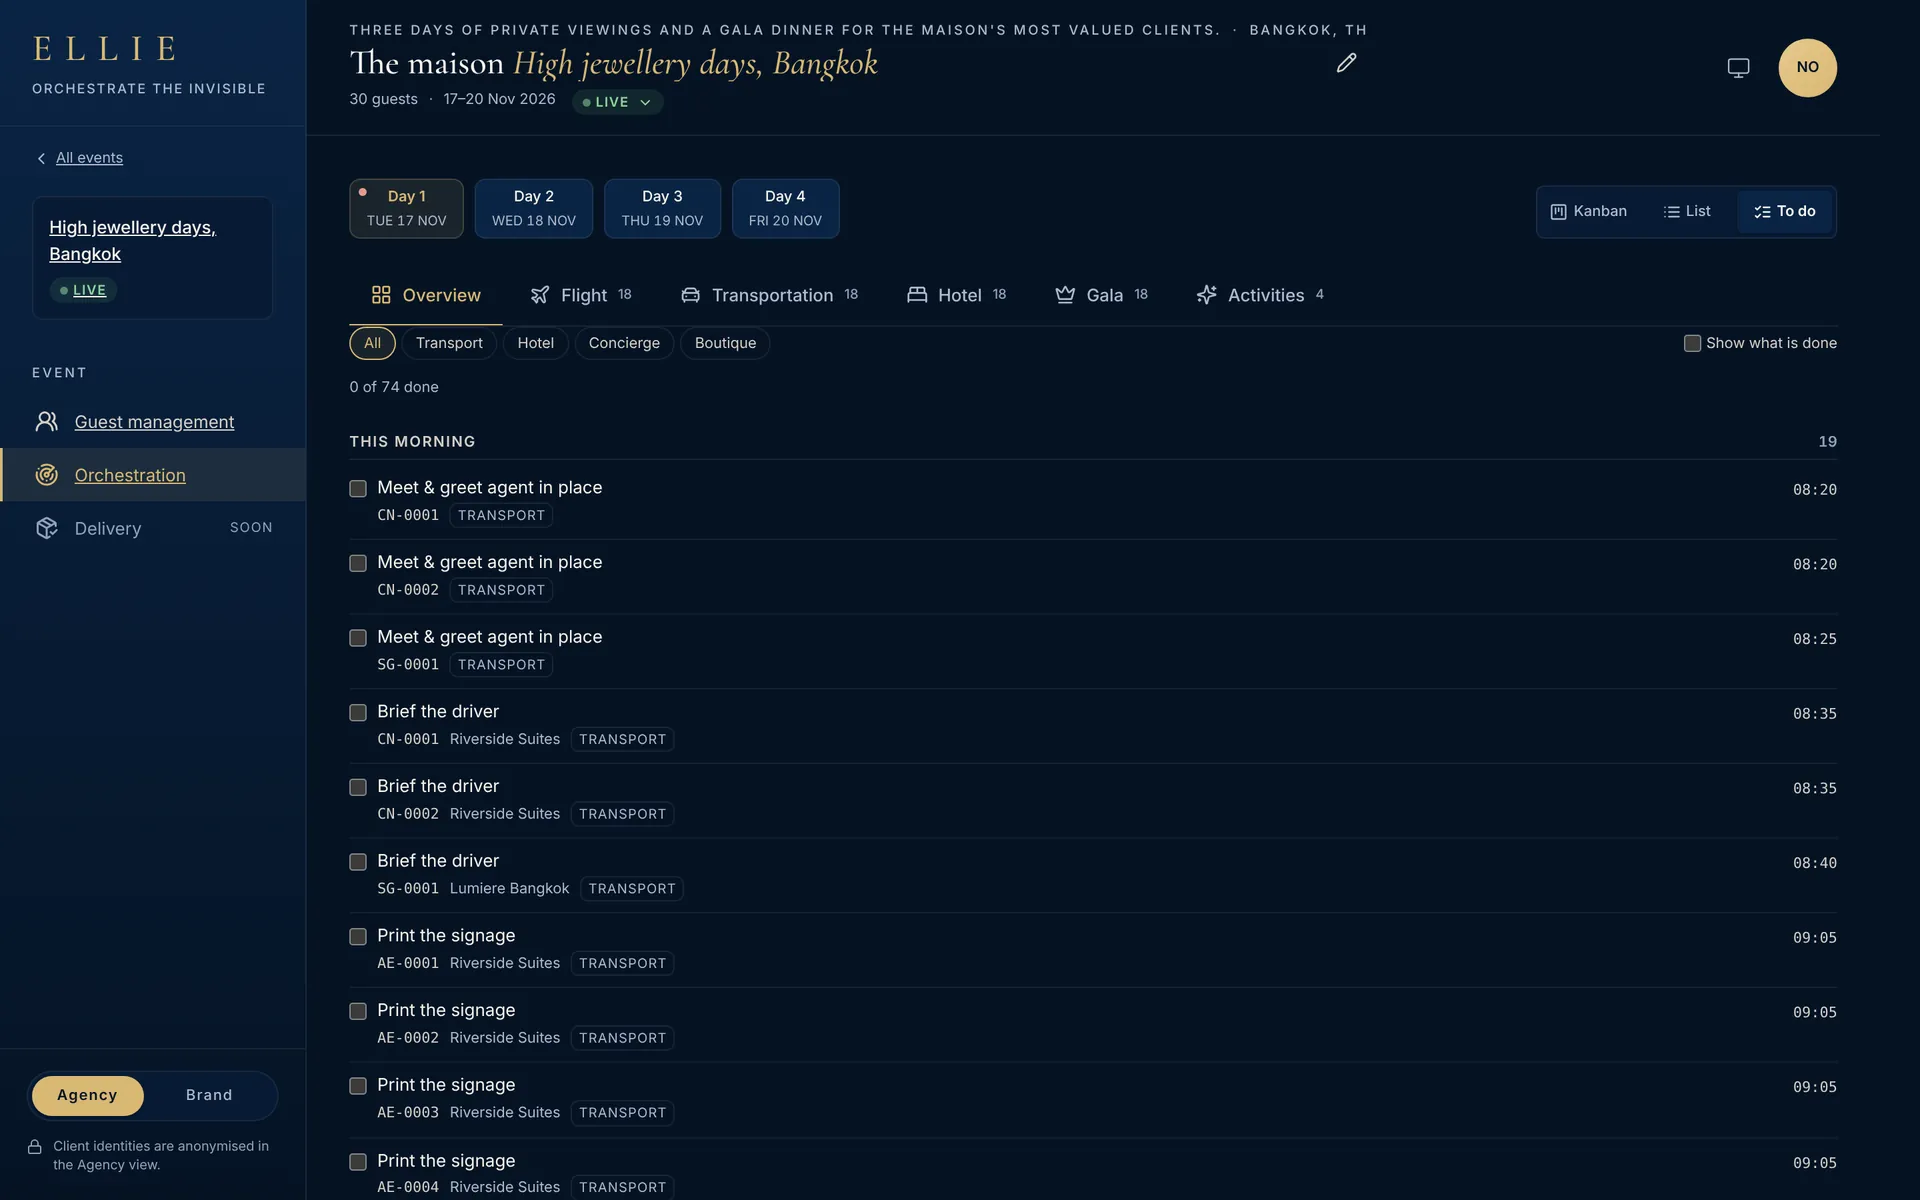 ELLIE
ORCHESTRATE THE INVISIBLE
All events
High jewellery days,
Bangkok
LIVE
EVENT
Guest management
Orchestration
Delivery SOON
Agency Brand
Client identities are anonymised in
the Agency view.
THREE DAYS OF PRIVATE VIEWINGS AND A GALA DINNER FOR THE MAISON'S MOST VALUED CLIENTS. · BANGKOK, TH
The maison High jewellery days, Bangkok
30 guests · 17–20 Nov 2026 LIVE
NO
Day 1 Day 2 Day 3 Day 4
TUE 17 NOV WED 18 NOV THU 19 NOV FRI 20 NOV
Kanban List To do
Overview Flight 18 Transportation 18 Hotel 18 Gala 18 Activities 4
All Transport Hotel Concierge Boutique Show what is done
0 of 74 done
THIS MORNING 19
Meet & greet agent in place 08:20
CN-0001 TRANSPORT
Meet & greet agent in place 08:20
CN-0002 TRANSPORT
Meet & greet agent in place 08:25
SG-0001 TRANSPORT
Brief the driver 08:35
CN-0001 Riverside Suites TRANSPORT
Brief the driver 08:35
CN-0002 Riverside Suites TRANSPORT
Brief the driver 08:40
SG-0001 Lumiere Bangkok TRANSPORT
Print the signage 09:05
AE-0001 Riverside Suites TRANSPORT
Print the signage 09:05
AE-0002 Riverside Suites TRANSPORT
Print the signage 09:05
AE-0003 Riverside Suites TRANSPORT
Print the signage 09:05
AE-0004 Riverside Suites TRANSPORT